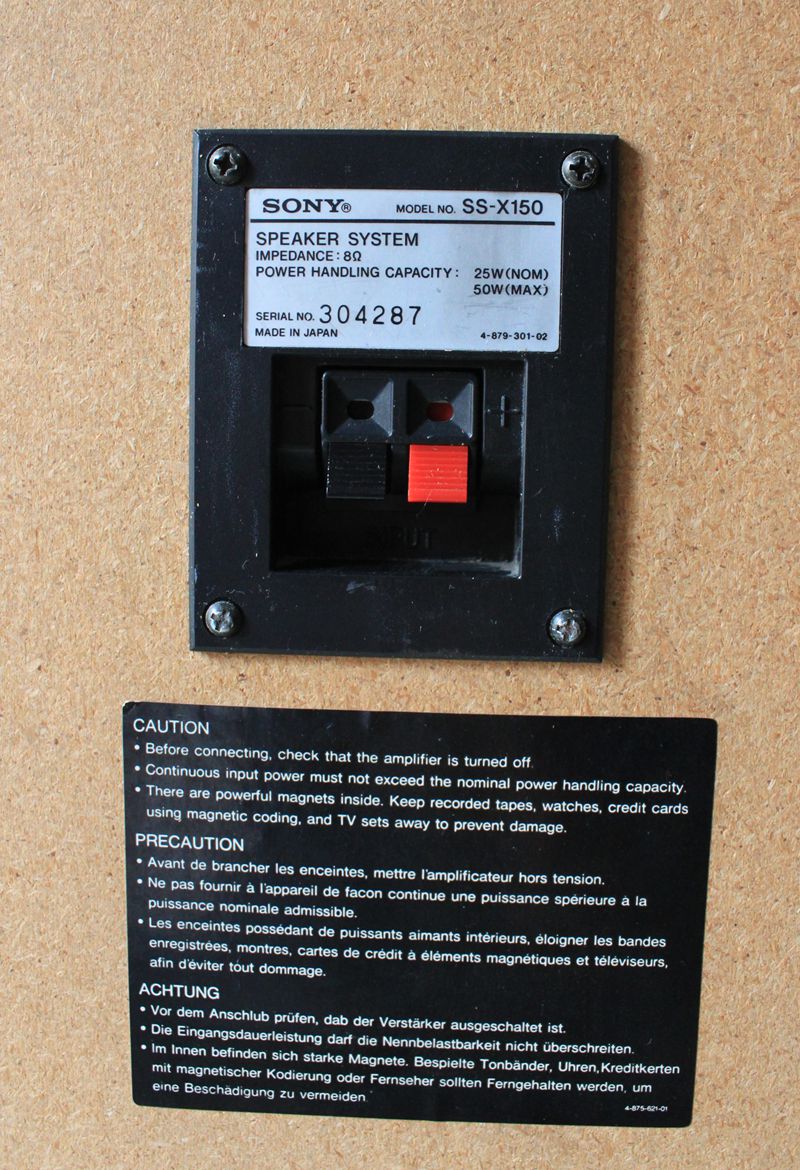 SONY® MODEL NO. SS-X150
SPEAKER SYSTEM
IMPEDANCE : 8Ω
POWER HANDLING CAPACITY : 25W(NOM)
50W(MAX)
SERIAL NO. 304287
MADE IN JAPAN 4-879-301-02
- +
INPUT
CAUTION
• Before connecting, check that the amplifier is turned off.
• Continuous input power must not exceed the nominal power handling capacity.
• There are powerful magnets inside. Keep recorded tapes, watches, credit cards
using magnetic coding, and TV sets away to prevent damage.
PRECAUTION
• Avant de brancher les enceintes, mettre l'amplificateur hors tension.
• Ne pas fournir à l'appareil de facon continue une puissance spérieure à la
puissance nominale admissible.
• Les enceintes possédant de puissants aimants intérieurs, éloigner les bandes
enregistrées, montres, cartes de crédit à éléments magnétiques et téléviseurs,
afin d'éviter tout dommage.
ACHTUNG
• Vor dem Anschlub prüfen, dab der Verstärker ausgeschaltet ist.
• Die Eingangsdauerleistung darf die Nennbelastbarkeit nicht überschreiten.
• Im Innen befinden sich starke Magnete. Bespielte Tonbänder, Uhren, Kreditkerten
mit magnetischer Kodierung oder Fernseher sollten Ferngehalten werden, um
eine Beschädigung zu vermeiden.
4-875-621-01